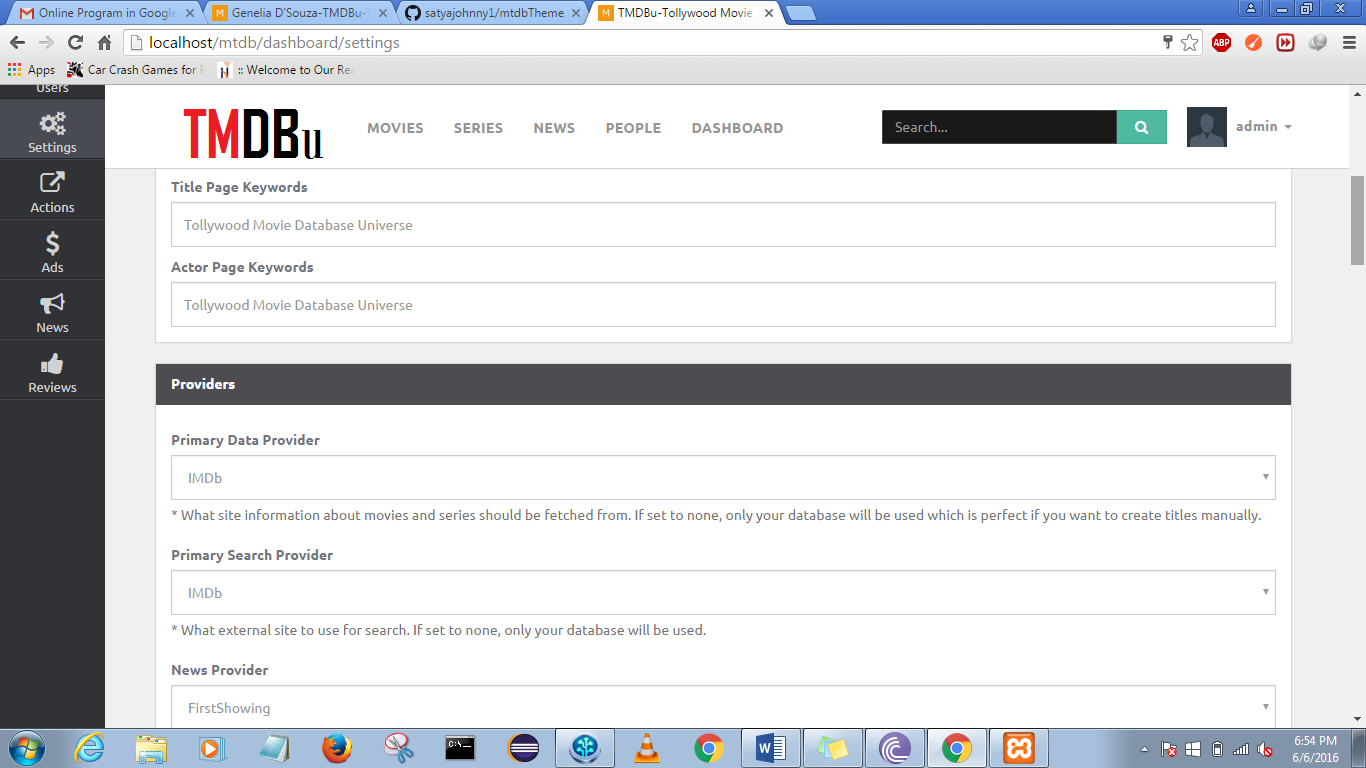 Online Program in Google
Genelia D'Souza-TMDBu-T
satyajohnny1/mtdbTheme
TMDBu-Tollywood Movie
localhost/mtdb/dashboard/settings
ABP
Apps
Car Crash Games for F
:: Welcome to Our Rea
Users
Settings
Actions
Ads
News
Reviews
TMDBu
MOVIES
SERIES
NEWS
PEOPLE
DASHBOARD
Search...
admin
Title Page Keywords
Tollywood Movie Database Universe
Actor Page Keywords
Tollywood Movie Database Universe
Providers
Primary Data Provider
IMDb
* What site information about movies and series should be fetched from. If set to none, only your database will be used which is perfect if you want to create titles manually.
Primary Search Provider
IMDb
* What external site to use for search. If set to none, only your database will be used.
News Provider
FirstShowing
6:54 PM
6/6/2016